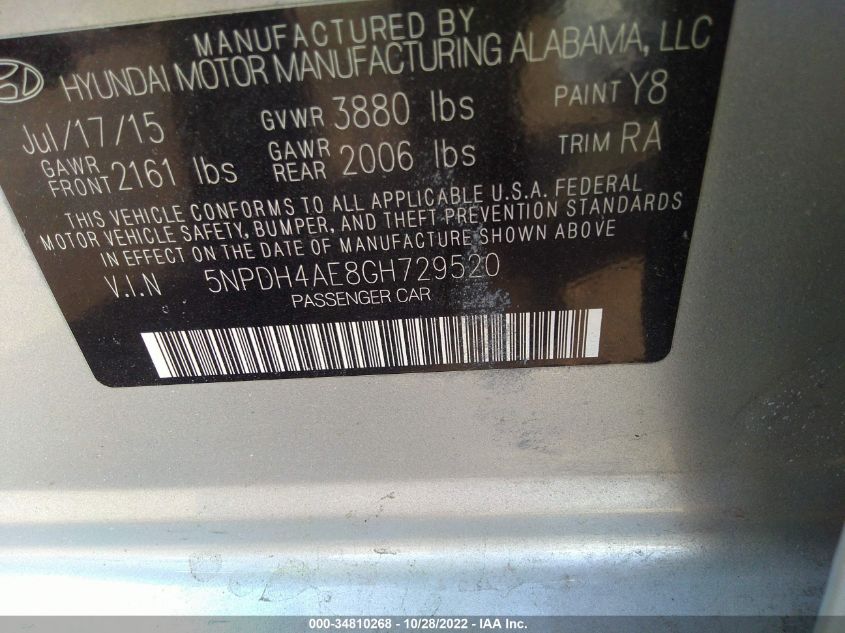 MANUFACTURED BY
HYUNDAI MOTOR MANUFACTURING ALABAMA, LLC
Jul/17/15 GVWR 3880 lbs PAINT Y8
GAWR FRONT 2161 lbs GAWR REAR 2006 lbs TRIM RA
THIS VEHICLE CONFORMS TO ALL APPLICABLE U.S.A. FEDERAL
MOTOR VEHICLE SAFETY, BUMPER, AND THEFT PREVENTION STANDARDS
IN EFFECT ON THE DATE OF MANUFACTURE SHOWN ABOVE
V.I.N 5NPDH4AE8GH729520
PASSENGER CAR
000-34810268 - 10/28/2022 - IAA Inc.